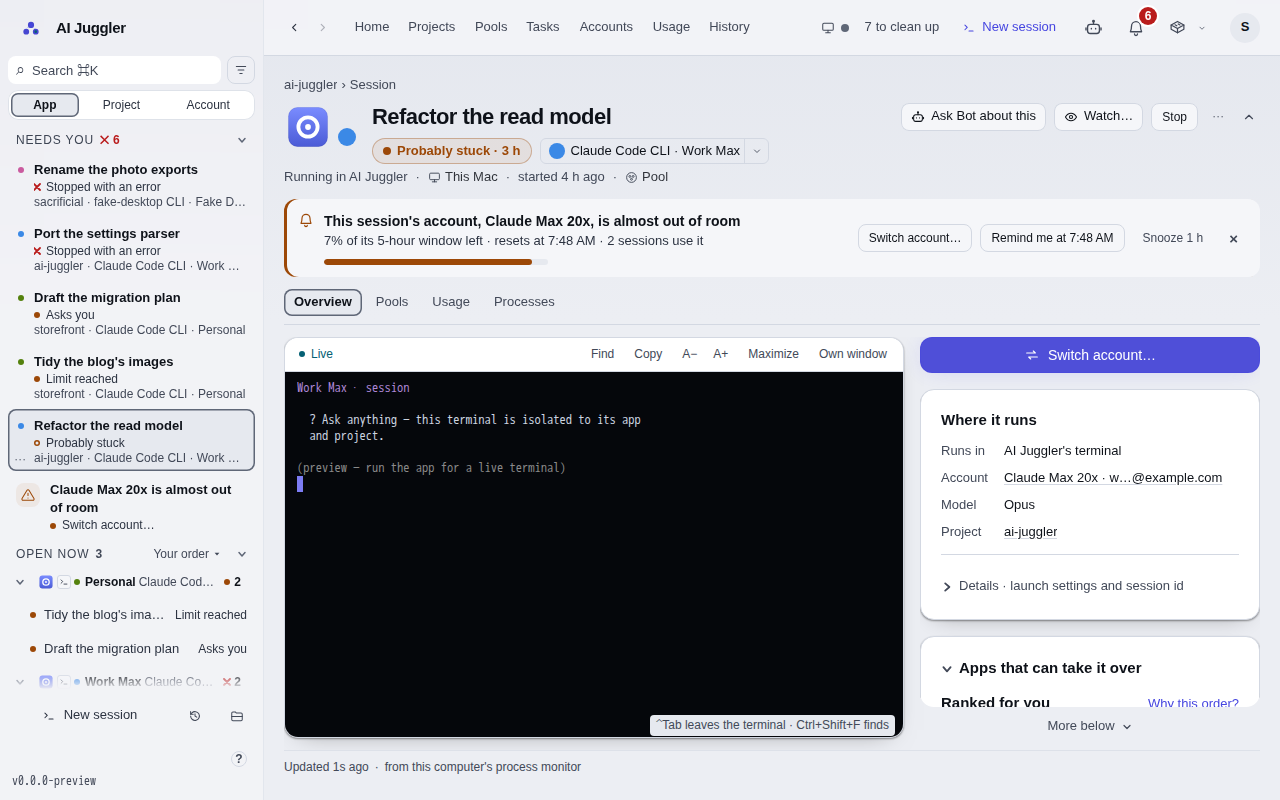 AI Juggler
Search ⌘K
App Project Account
NEEDS YOU 6
Rename the photo exports
Stopped with an error
sacrificial · fake-desktop CLI · Fake D…
Port the settings parser
Stopped with an error
ai-juggler · Claude Code CLI · Work …
Draft the migration plan
Asks you
storefront · Claude Code CLI · Personal
Tidy the blog's images
Limit reached
storefront · Claude Code CLI · Personal
Refactor the read model
Probably stuck
ai-juggler · Claude Code CLI · Work …
Claude Max 20x is almost out
of room
Switch account…
OPEN NOW 3 Your order
Personal Claude Cod… 2
Tidy the blog's ima… Limit reached
Draft the migration plan Asks you
Work Max Claude Co… 2
New session
?
v0.0.0-preview
Home Projects Pools Tasks Accounts Usage History
7 to clean up
New session
6
S
ai-juggler › Session
Refactor the read model
Ask Bot about this Watch… Stop ···
Probably stuck · 3 h
Claude Code CLI · Work Max
Running in AI Juggler · This Mac · started 4 h ago · Pool
This session's account, Claude Max 20x, is almost out of room
7% of its 5-hour window left · resets at 7:48 AM · 2 sessions use it
Switch account… Remind me at 7:48 AM Snooze 1 h ×
Overview Pools Usage Processes
Live Find Copy A− A+ Maximize Own window
Work Max · session
? Ask anything — this terminal is isolated to its app
and project.
(preview — run the app for a live terminal)
^Tab leaves the terminal · Ctrl+Shift+F finds
Switch account…
Where it runs
Runs in AI Juggler's terminal
Account Claude Max 20x · w…@example.com
Model Opus
Project ai-juggler
Details · launch settings and session id
Apps that can take it over
Ranked for you Why this order?
More below
Updated 1s ago · from this computer's process monitor